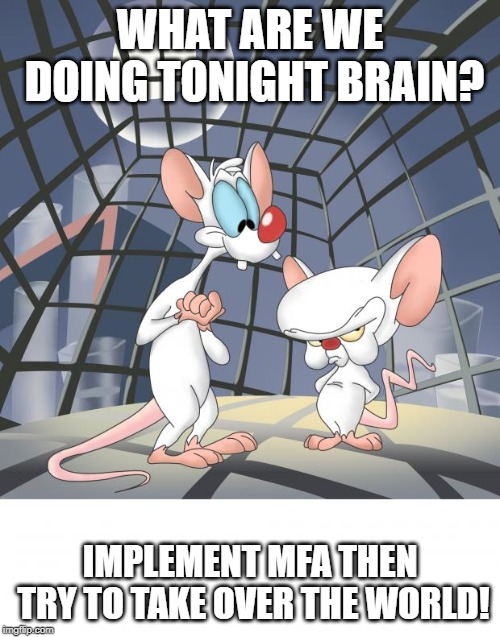 WHAT ARE WE
DOING TONIGHT BRAIN?
IMPLEMENT MFA THEN
TRY TO TAKE OVER THE WORLD!
imgflip.com